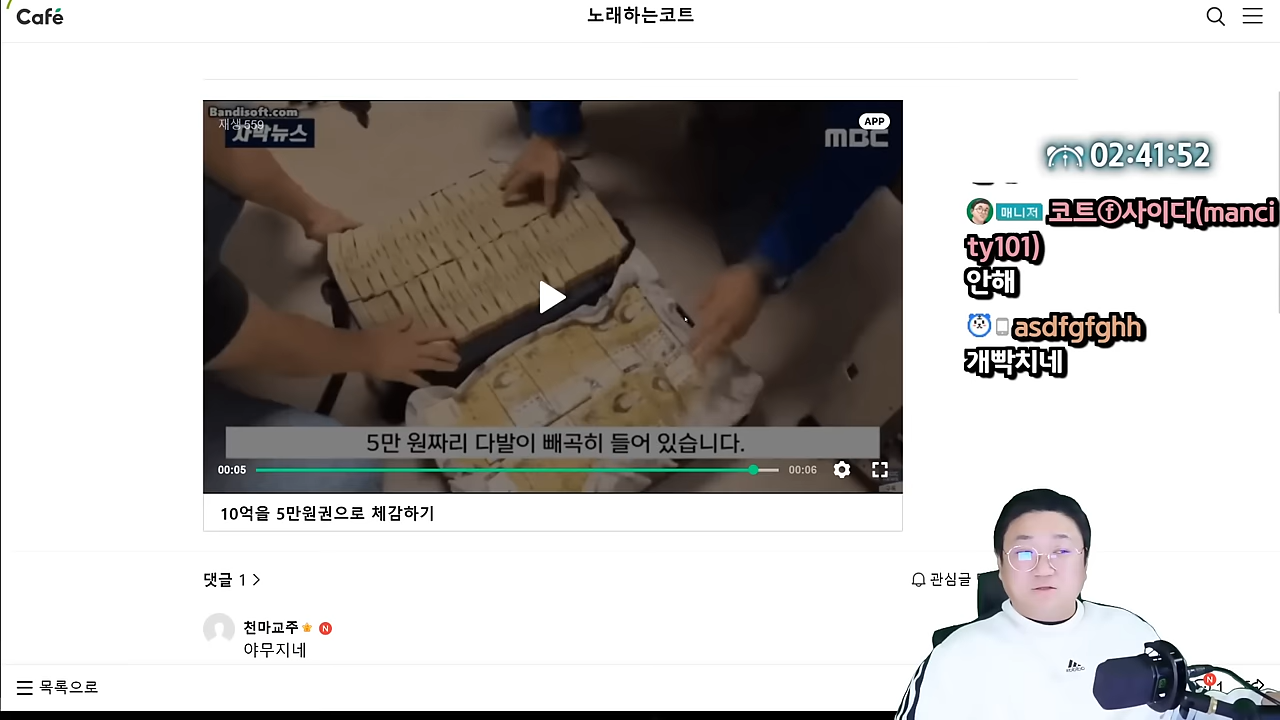 Café
노래하는코트
Bandisoft.com
재생 559
자막뉴스
APP
MBC
02:41:52
매니저 코트ⓕ사이다(manci
ty101)
안해
asdfgfghh
개빡치네
5만 원짜리 다발이 빼곡히 들어 있습니다.
00:05
00:06
10억을 5만원권으로 체감하기
댓글 1
관심글
천마교주 N
야무지네
목록으로
N
1